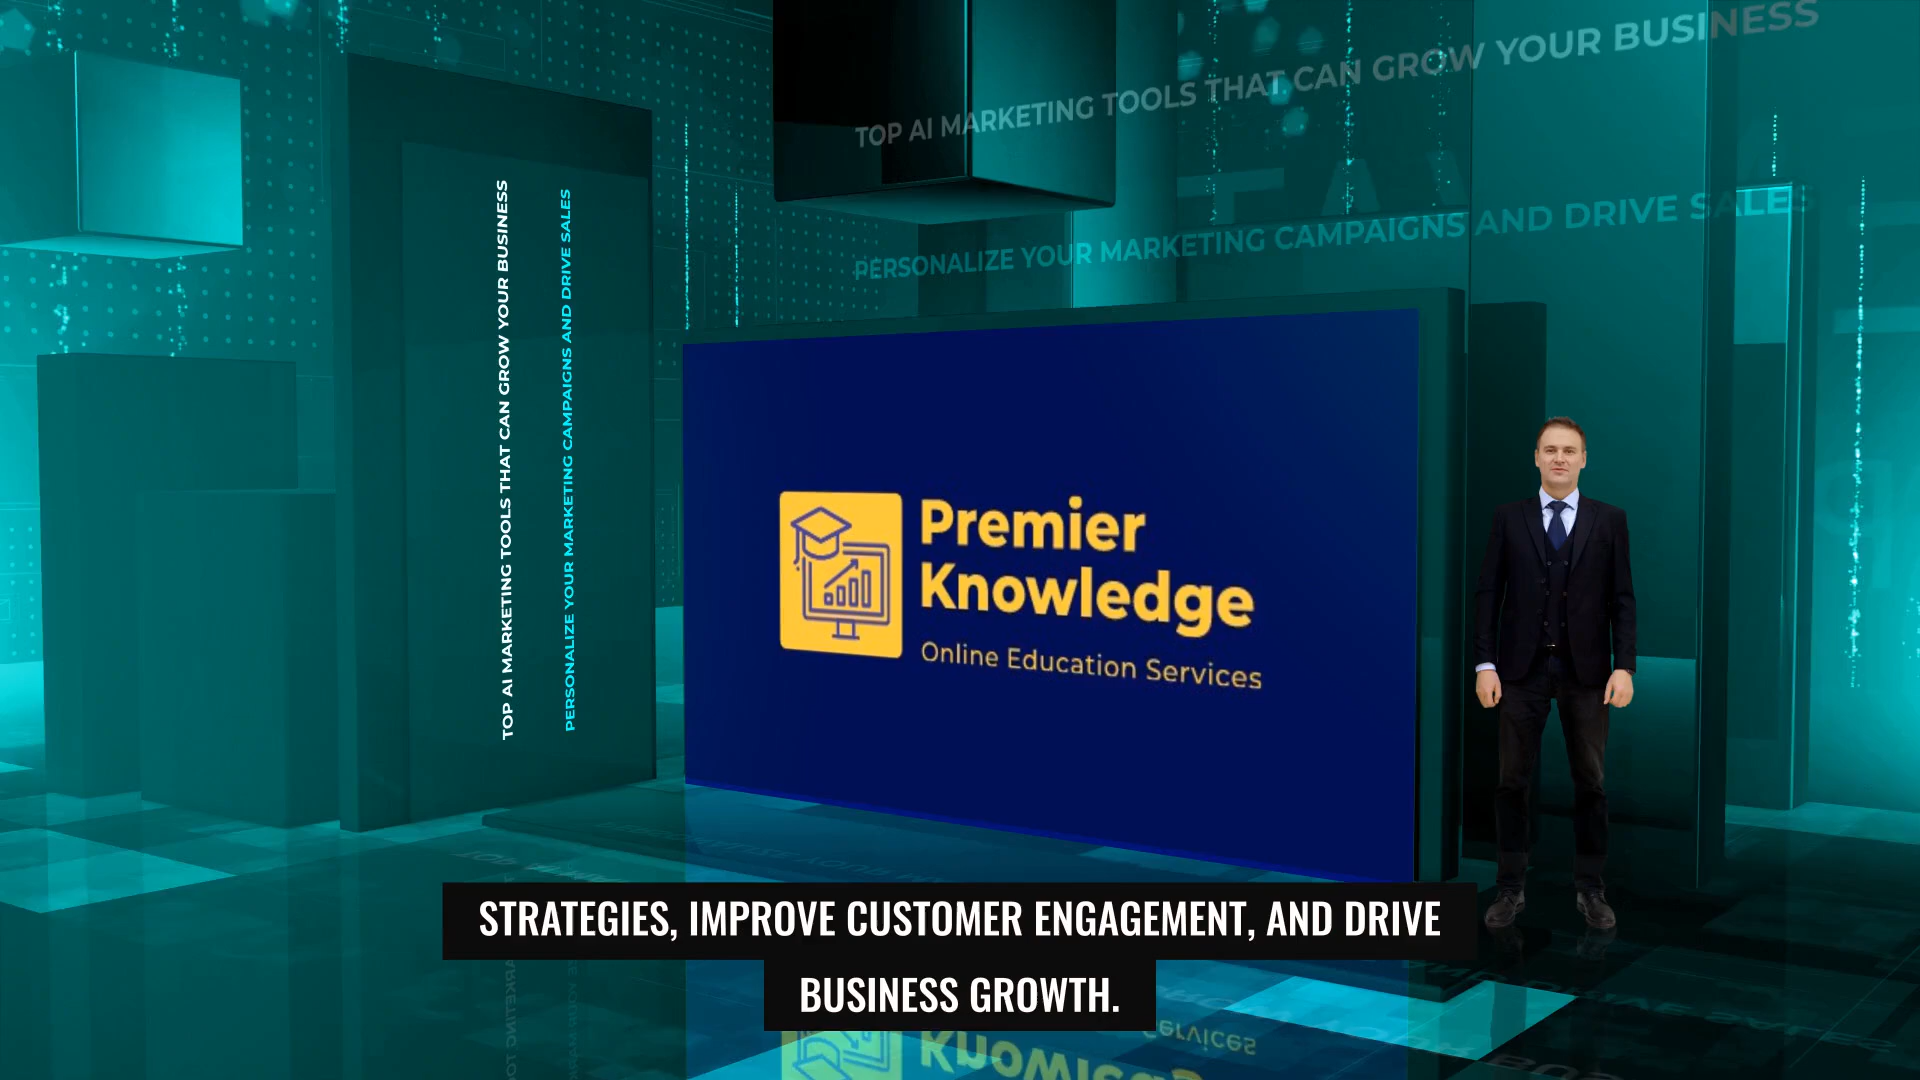 TOP AI MARKETING TOOLS THAT CAN GROW YOUR BUSINESS
PERSONALIZE YOUR MARKETING CAMPAIGNS AND DRIVE SALES
TOP AI MARKETING TOOLS THAT CAN GROW YOUR BUSINESS
PERSONALIZE YOUR MARKETING CAMPAIGNS AND DRIVE SALES
Premier
Knowledge
Online Education Services
STRATEGIES, IMPROVE CUSTOMER ENGAGEMENT, AND DRIVE
BUSINESS GROWTH.